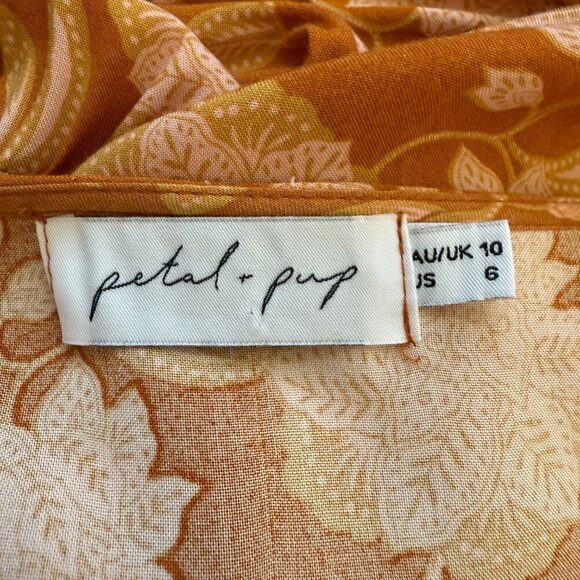 petal + pup
AU/UK 10
US 6